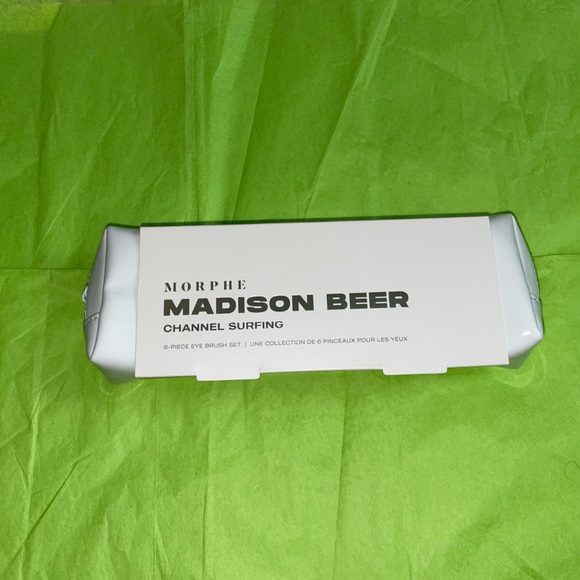 MORPHE
MADISON BEER
CHANNEL SURFING
6-PIECE EYE BRUSH SET | UNE COLLECTION DE 6 PINCEAUX POUR LES YEUX